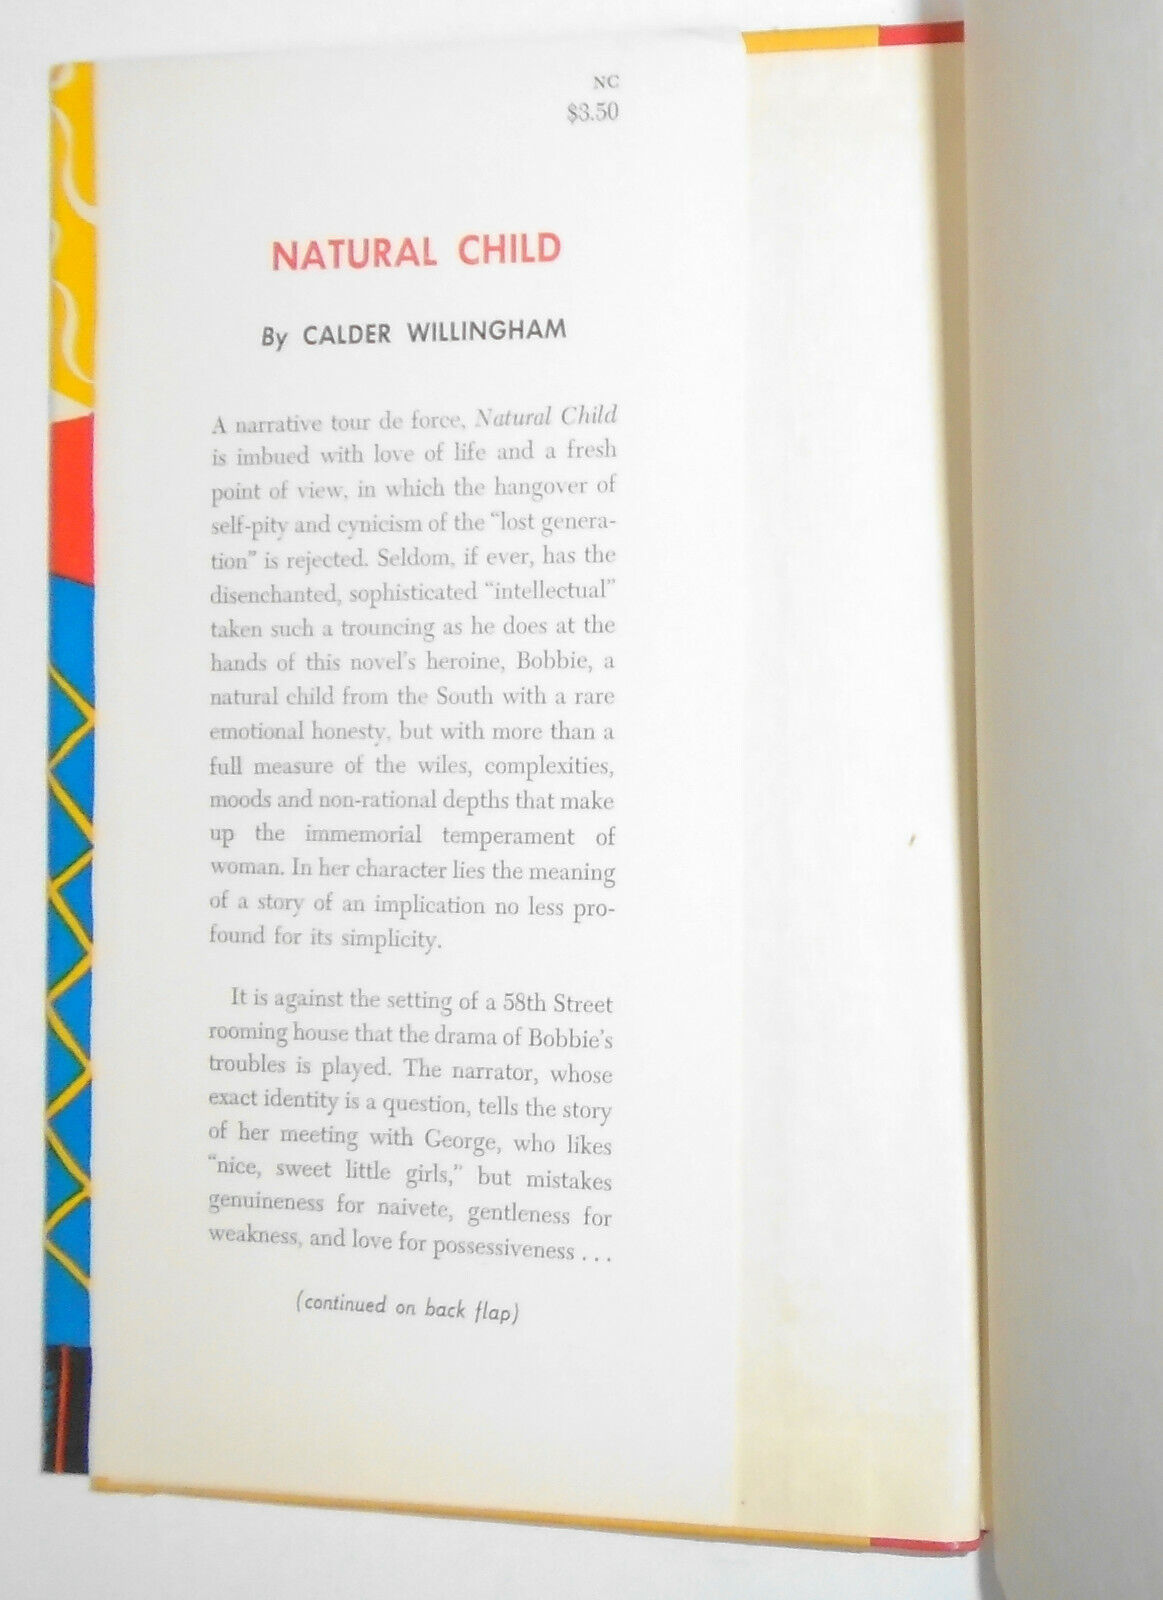 NC
$3.50
NATURAL CHILD
By CALDER WILLINGHAM
A narrative tour de force, Natural Child
is imbued with love of life and a fresh
point of view, in which the hangover of
self-pity and cynicism of the "lost genera-
tion" is rejected. Seldom, if ever, has the
disenchanted, sophisticated "intellectual"
taken such a trouncing as he does at the
hands of this novel's heroine, Bobbie, a
natural child from the South with a rare
emotional honesty, but with more than a
full measure of the wiles, complexities,
moods and non-rational depths that make
up the immemorial temperament of
woman. In her character lies the meaning
of a story of an implication no less pro-
found for its simplicity.
It is against the setting of a 58th Street
rooming house that the drama of Bobbie's
troubles is played. The narrator, whose
exact identity is a question, tells the story
of her meeting with George, who likes
"nice, sweet little girls," but mistakes
genuineness for naivete, gentleness for
weakness, and love for possessiveness . . .
(continued on back flap)